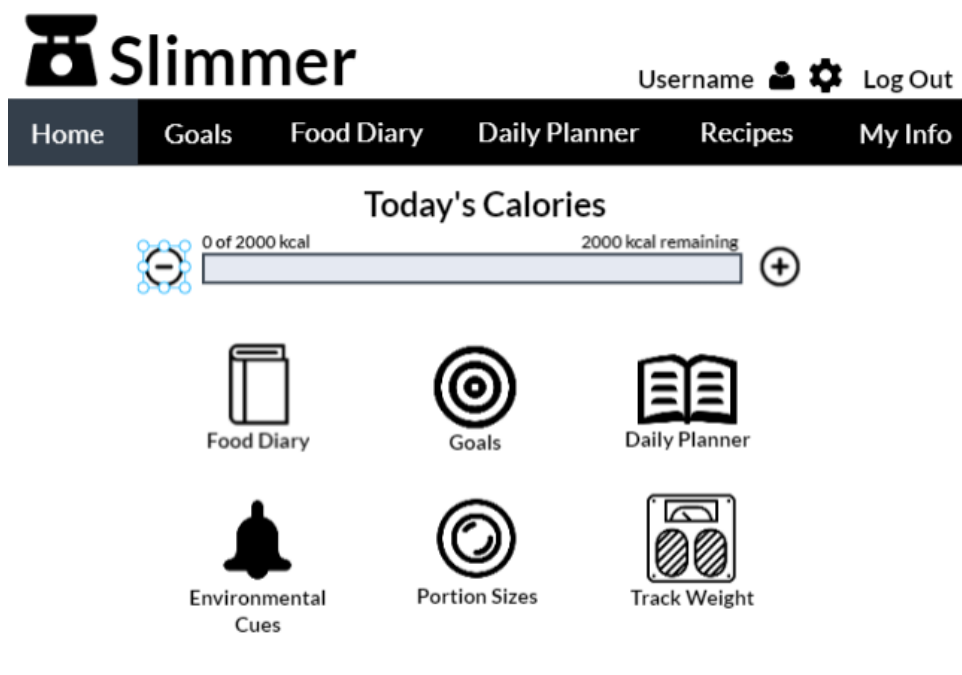 Slimmer
Username Log Out
Home Goals Food Diary Daily Planner Recipes My Info
Today's Calories
0 of 2000 kcal 2000 kcal remaining
Food Diary Goals Daily Planner
Environmental Portion Sizes Track Weight
Cues